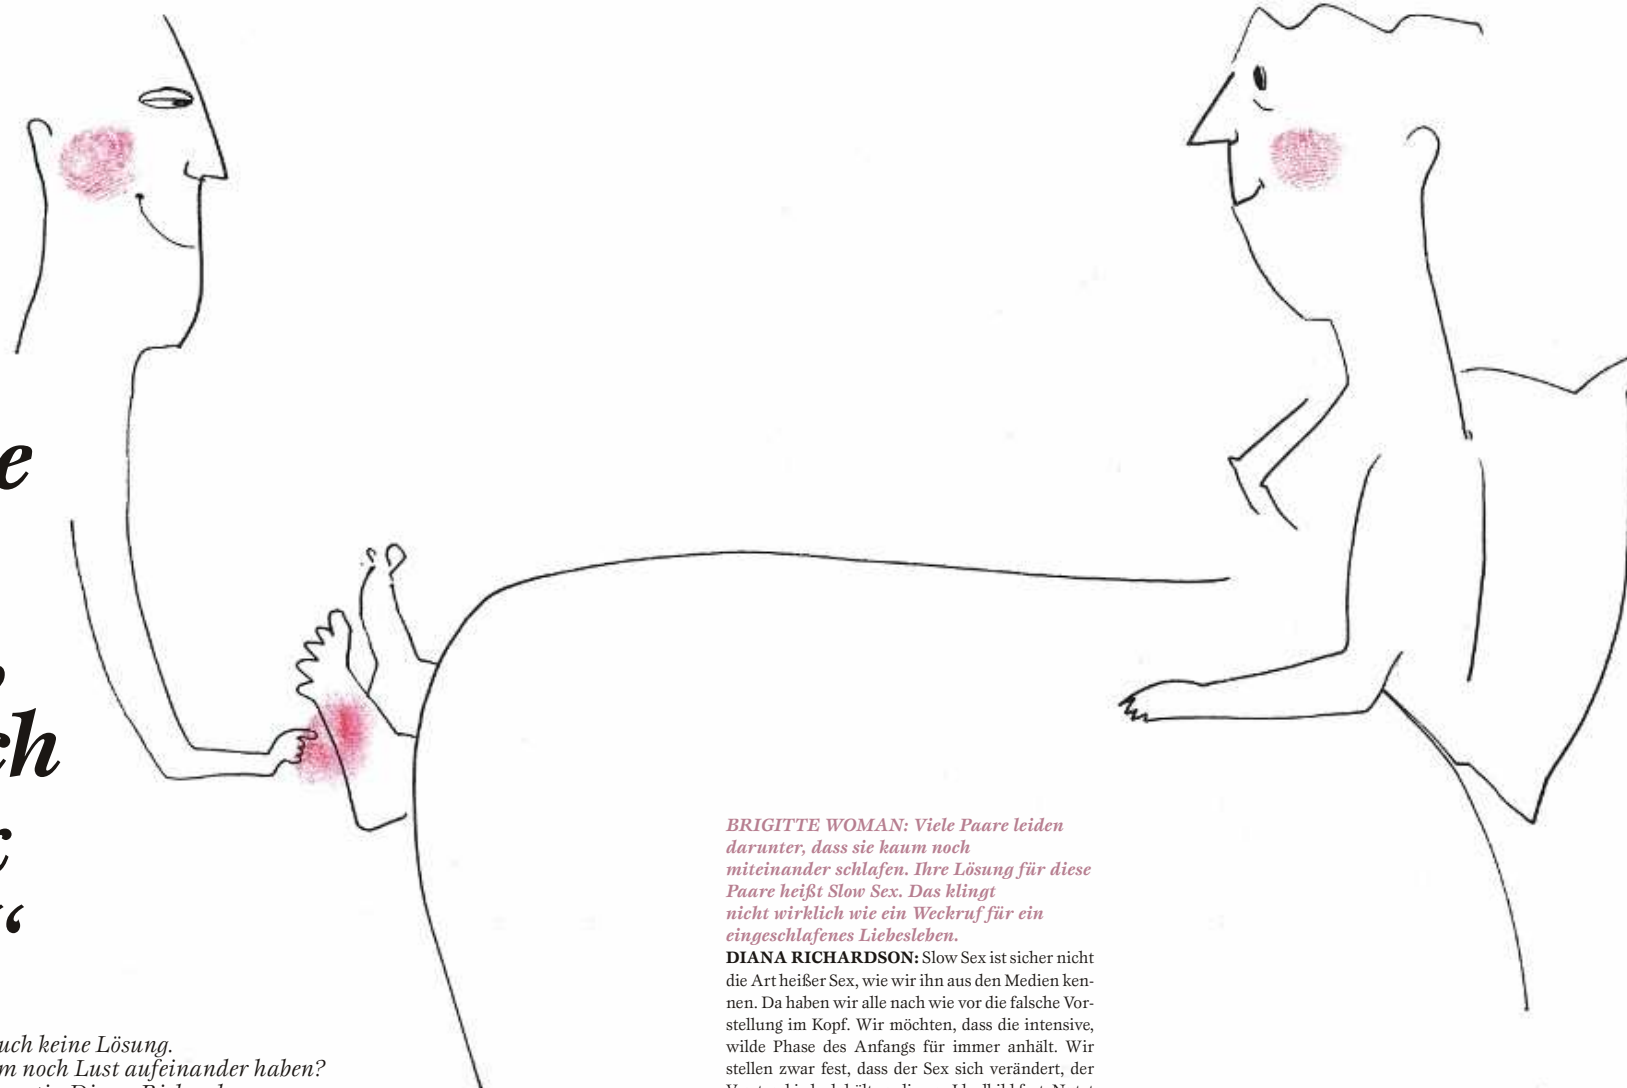 e
ch
“
uch keine Lösung.
m noch Lust aufeinander haben?
BRIGITTE WOMAN: Viele Paare leiden
darunter, dass sie kaum noch
miteinander schlafen. Ihre Lösung für diese
Paare heißt Slow Sex. Das klingt
nicht wirklich wie ein Weckruf für ein
eingeschlafenes Liebesleben.
DIANA RICHARDSON: Slow Sex ist sicher nicht
die Art heißer Sex, wie wir ihn aus den Medien ken-
nen. Da haben wir alle nach wie vor die falsche Vor-
stellung im Kopf. Wir möchten, dass die intensive,
wilde Phase des Anfangs für immer anhält. Wir
stellen zwar fest, dass der Sex sich verändert, der